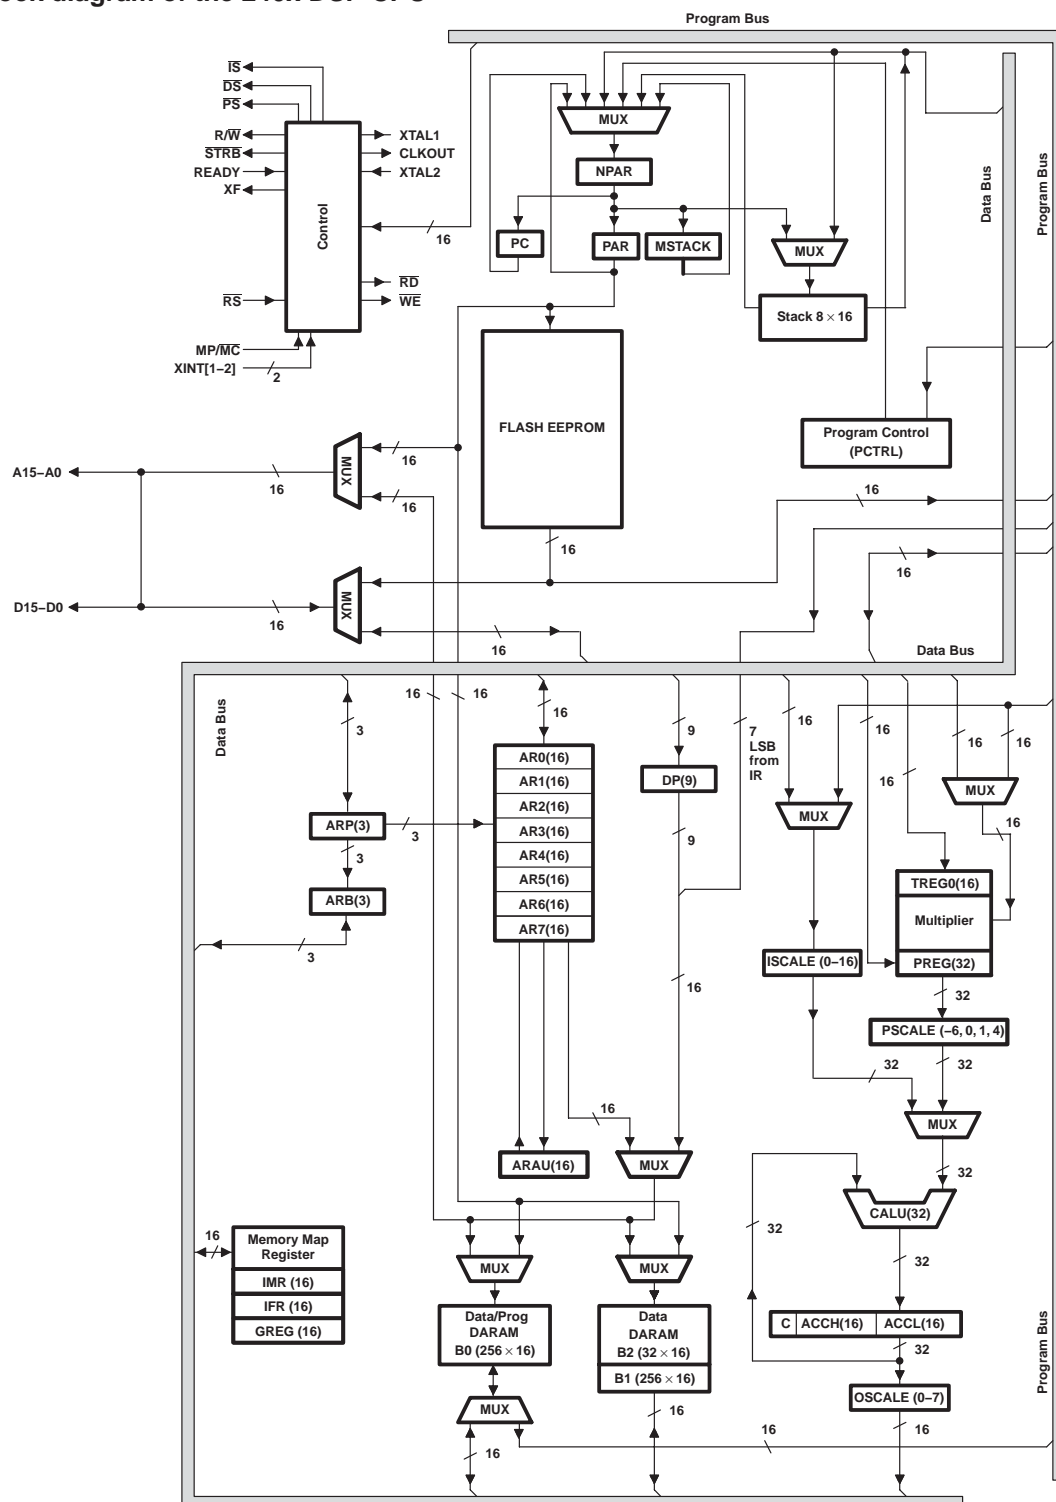 Program Bus
IS
DS
PS
R/W
STRB
READY
XF
RS
MP/MC
XINT[1–2]
2
Control
XTAL1
CLKOUT
XTAL2
16
RD
WE
MUX
NPAR
PC
PAR
MSTACK
MUX
Stack 8 × 16
Data Bus
Program Bus
Program Control
(PCTRL)
FLASH EEPROM
16
A15–A0
16
MUX
16
16
D15–D0
16
MUX
16
16
16
Data Bus
Data Bus
3
16
16
16
9
7
LSB
from
IR
16
16
16
16
16
ARP(3)
3
3
ARB(3)
3
AR0(16)
AR1(16)
AR2(16)
AR3(16)
AR4(16)
AR5(16)
AR6(16)
AR7(16)
DP(9)
9
16
MUX
MUX
16
TREG0(16)
Multiplier
PREG(32)
ISCALE (0–16)
32
PSCALE (–6, 0, 1, 4)
32
32
MUX
32
16
ARAU(16)
MUX
CALU(32)
32
32
16
Memory Map
Register
IMR (16)
IFR (16)
GREG (16)
MUX
MUX
Data/Prog
DARAM
B0 (256 × 16)
MUX
16
Data
DARAM
B2 (32 × 16)
B1 (256 × 16)
16
C
ACCH(16)
ACCL(16)
32
OSCALE (0–7)
16
16
Program Bus